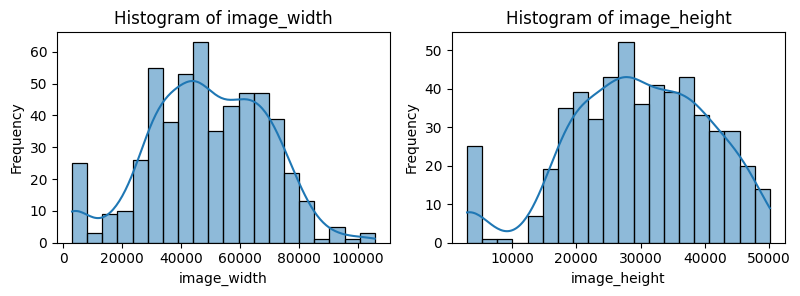 Histogram of image_width
Frequency
60
50
40
30
20
10
0
0 20000 40000 60000 80000 100000
image_width
Histogram of image_height
Frequency
50
40
30
20
10
0
10000 20000 30000 40000 50000
image_height